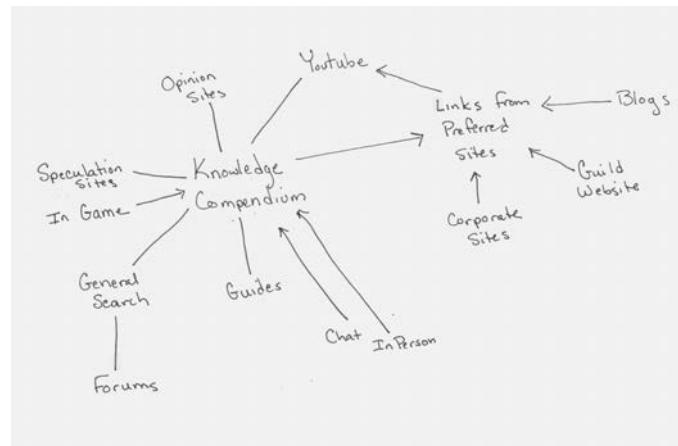 Youtube
Opinion
Sites
Links from
Preferred
Sites
Blogs
Knowledge
Compendium
Speculation
Sites
In Game
Guild
Website
Corporate
Sites
General
Search
Guides
Chat
In Person
Forums